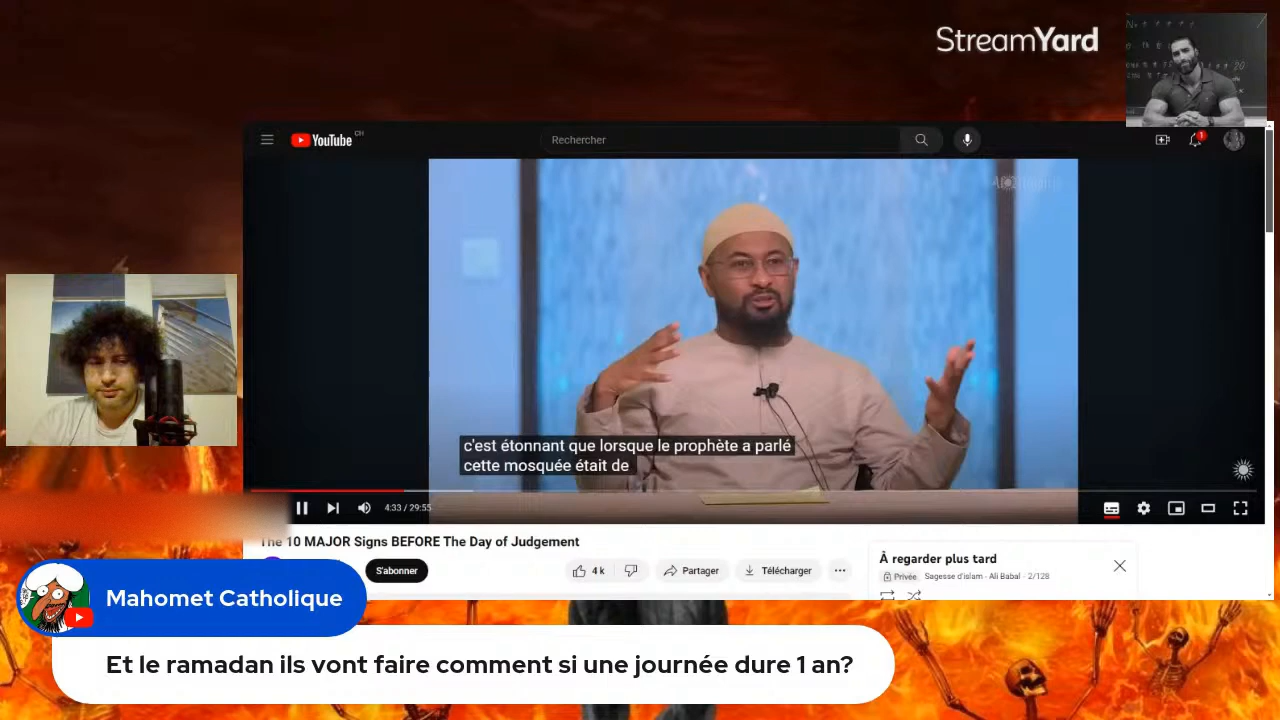 StreamYard
YouTube CH
Rechercher
1
c'est étonnant que lorsque le prophète a parlé
cette mosquée était de
4:33 / 29:55
The 10 MAJOR Signs BEFORE The Day of Judgement
S'abonner
4 k
Partager
Télécharger
À regarder plus tard
Privée
Sagesse d'islam - Ali Babal - 2/128
Mahomet Catholique
Et le ramadan ils vont faire comment si une journée dure 1 an?